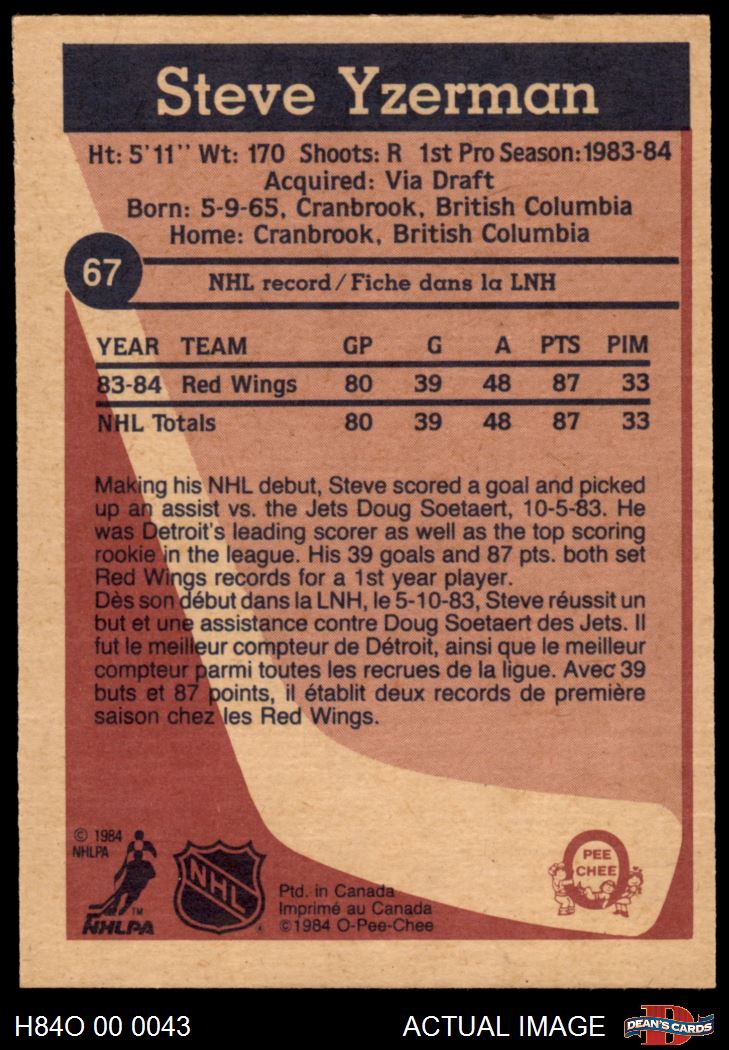 Steve Yzerman
Ht: 5'11" Wt: 170 Shoots: R 1st Pro Season: 1983-84
Acquired: Via Draft
Born: 5-9-65, Cranbrook, British Columbia
Home: Cranbrook, British Columbia
67
NHL record/Fiche dans la LNH
YEAR TEAM GP G A PTS PIM
83-84 Red Wings 80 39 48 87 33
NHL Totals 80 39 48 87 33
Making his NHL debut, Steve scored a goal and picked
up an assist vs. the Jets Doug Soetaert, 10-5-83. He
was Detroit's leading scorer as well as the top scoring
rookie in the league. His 39 goals and 87 pts. both set
Red Wings records for a 1st year player.
Dès son début dans la LNH, le 5-10-83, Steve réussit un
but et une assistance contre Doug Soetaert des Jets. Il
fut le meilleur compteur de Détroit, ainsi que le meilleur
compteur parmi toutes les recrues de la ligue. Avec 39
buts et 87 points, il établit deux records de première
saison chez les Red Wings.
© 1984
NHLPA
TM
NHLPA
NHL
Ptd. in Canada
Imprimé au Canada
©1984 O-Pee-Chee
PEE
CHEE
H84O 00 0043
ACTUAL IMAGE
DEAN'S CARDS